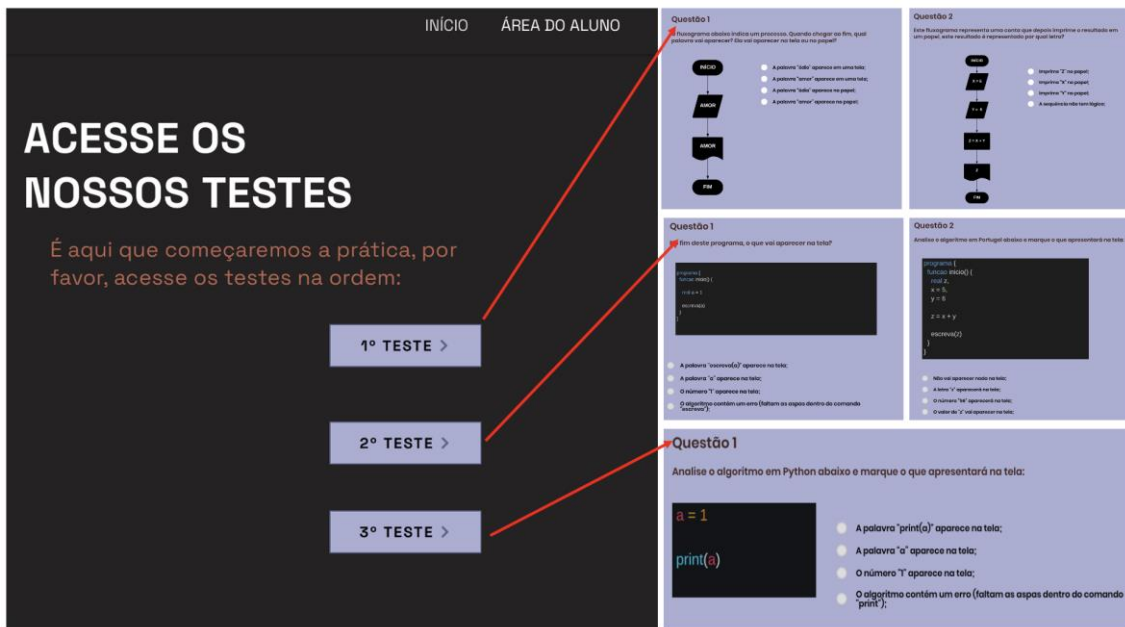 INÍCIO ÁREA DO ALUNO
ACESSE OS
NOSSOS TESTES
É aqui que começaremos a prática, por
favor, acesse os testes na ordem:
1º TESTE >
2º TESTE >
3º TESTE >
Questão 1
fluxograma abaixo indica um processo. Quando chegar ao fim, qual
palavra vai aparecer? Ela vai aparecer na tela ou no papel?
INÍCIO
AMOR
AMOR
FIM
A palavra "ódio" aparece em uma tela;
A palavra "amor" aparece em uma tela;
A palavra "ódio" aparece no papel;
A palavra "amor" aparece no papel;
Questão 2
Este fluxograma representa uma conta que depois imprime o resultado em
um papel, este resultado é representado por qual letra?
INÍCIO
Z = X + Y
Z
FIM
Imprime "Z" no papel;
Imprime "X" no papel;
Imprime "Y" no papel;
A sequência não tem lógica;
Questão 1
fim deste programa, o que vai aparecer na tela?
programa {
funcao inicio() {
real a = 1
escreva(a)
}
}
A palavra "escreva(a)" aparece na tela;
A palavra "a" aparece na tela;
O número "1" aparece na tela;
O algoritmo contém um erro (faltam as aspas dentro do comando
"escreva");
Questão 2
Analise o algoritmo em Portugol abaixo e marque o que apresentará na tela
programa {
funcao inicio() {
real z,
x = 5,
y = 6
z = x + y
escreva(z)
}
}
Não vai aparecer nada na tela;
A letra "z" aparecerá na tela;
O número "56" aparecerá na tela;
O valor de "z" vai aparecer na tela;
Questão 1
Analise o algoritmo em Python abaixo e marque o que apresentará na tela:
a = 1
print(a)
A palavra "print(a)" aparece na tela;
A palavra "a" aparece na tela;
O número "1" aparece na tela;
O algoritmo contém um erro (faltam as aspas dentro do comando
"print");